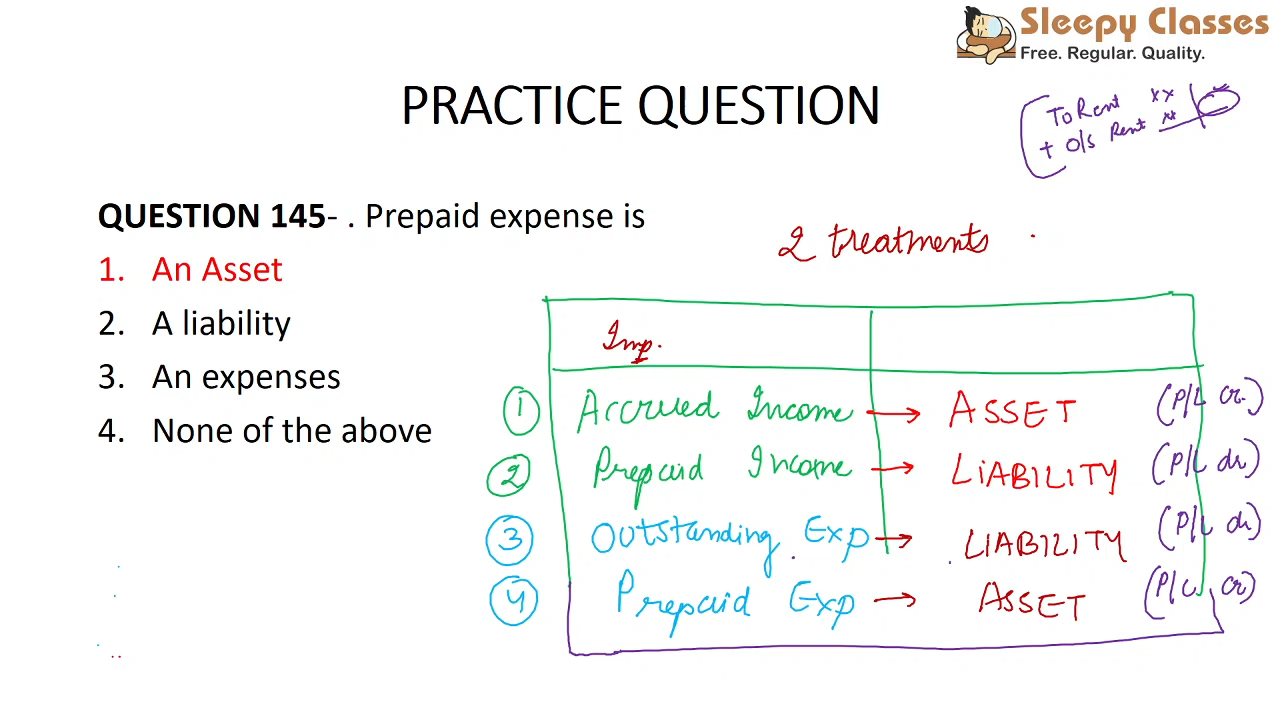 Sleepy Classes
Free. Regular. Quality.
PRACTICE QUESTION
To Rent xx
+ O/S Rent xx
QUESTION 145- . Prepaid expense is
1. An Asset
2. A liability
3. An expenses
4. None of the above
2 treatments
Imp.
1 Accrued Income → ASSET (P/L cr.)
2 Prepaid Income → LIABILITY (P/L dr)
3 Outstanding Exp → LIABILITY (P/L dr)
4 Prepaid Exp → ASSET (P/L cr)